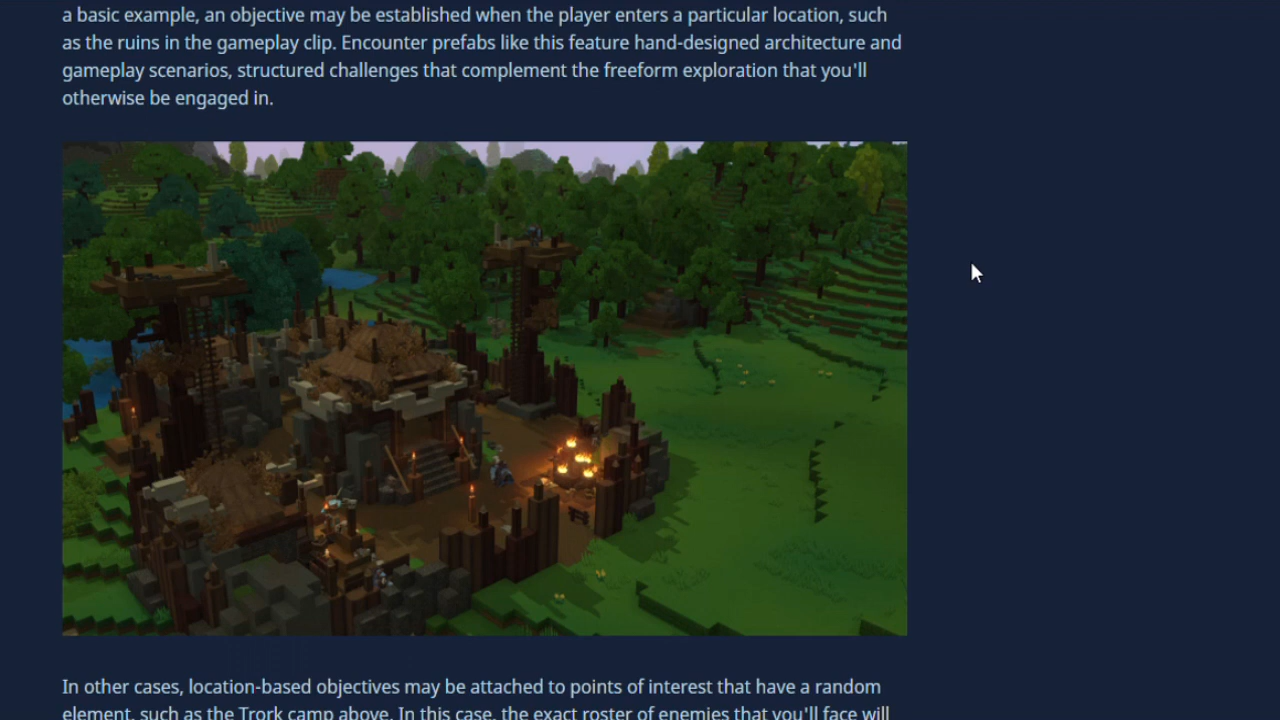 a basic example, an objective may be established when the player enters a particular location, such
as the ruins in the gameplay clip. Encounter prefabs like this feature hand-designed architecture and
gameplay scenarios, structured challenges that complement the freeform exploration that you'll
otherwise be engaged in.
In other cases, location-based objectives may be attached to points of interest that have a random
element, such as the Trork camp above. In this case, the exact roster of enemies that you'll face will